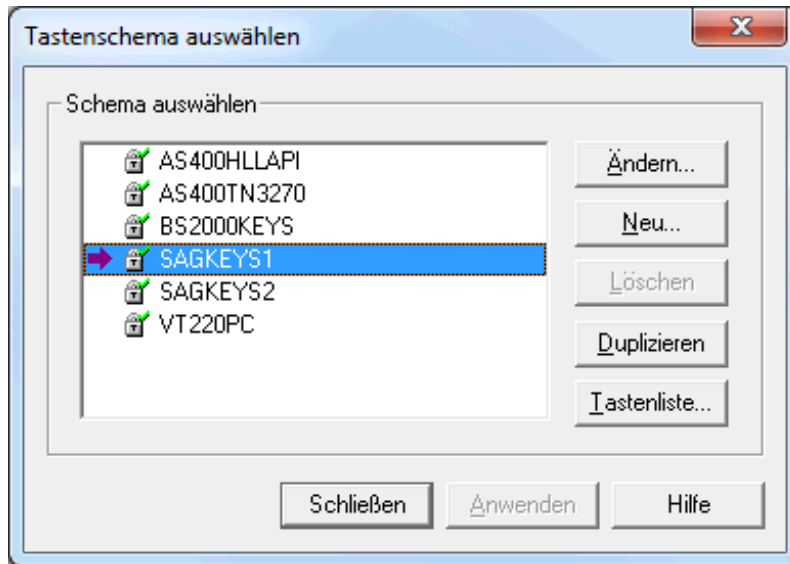 Tastenschema auswählen
Schema auswählen
AS400HLLAPI
AS400TN3270
BS2000KEYS
SAGKEYS1
SAGKEYS2
VT220PC
Ändern...
Neu...
Löschen
Duplizieren
Tastenliste...
Schließen
Anwenden
Hilfe